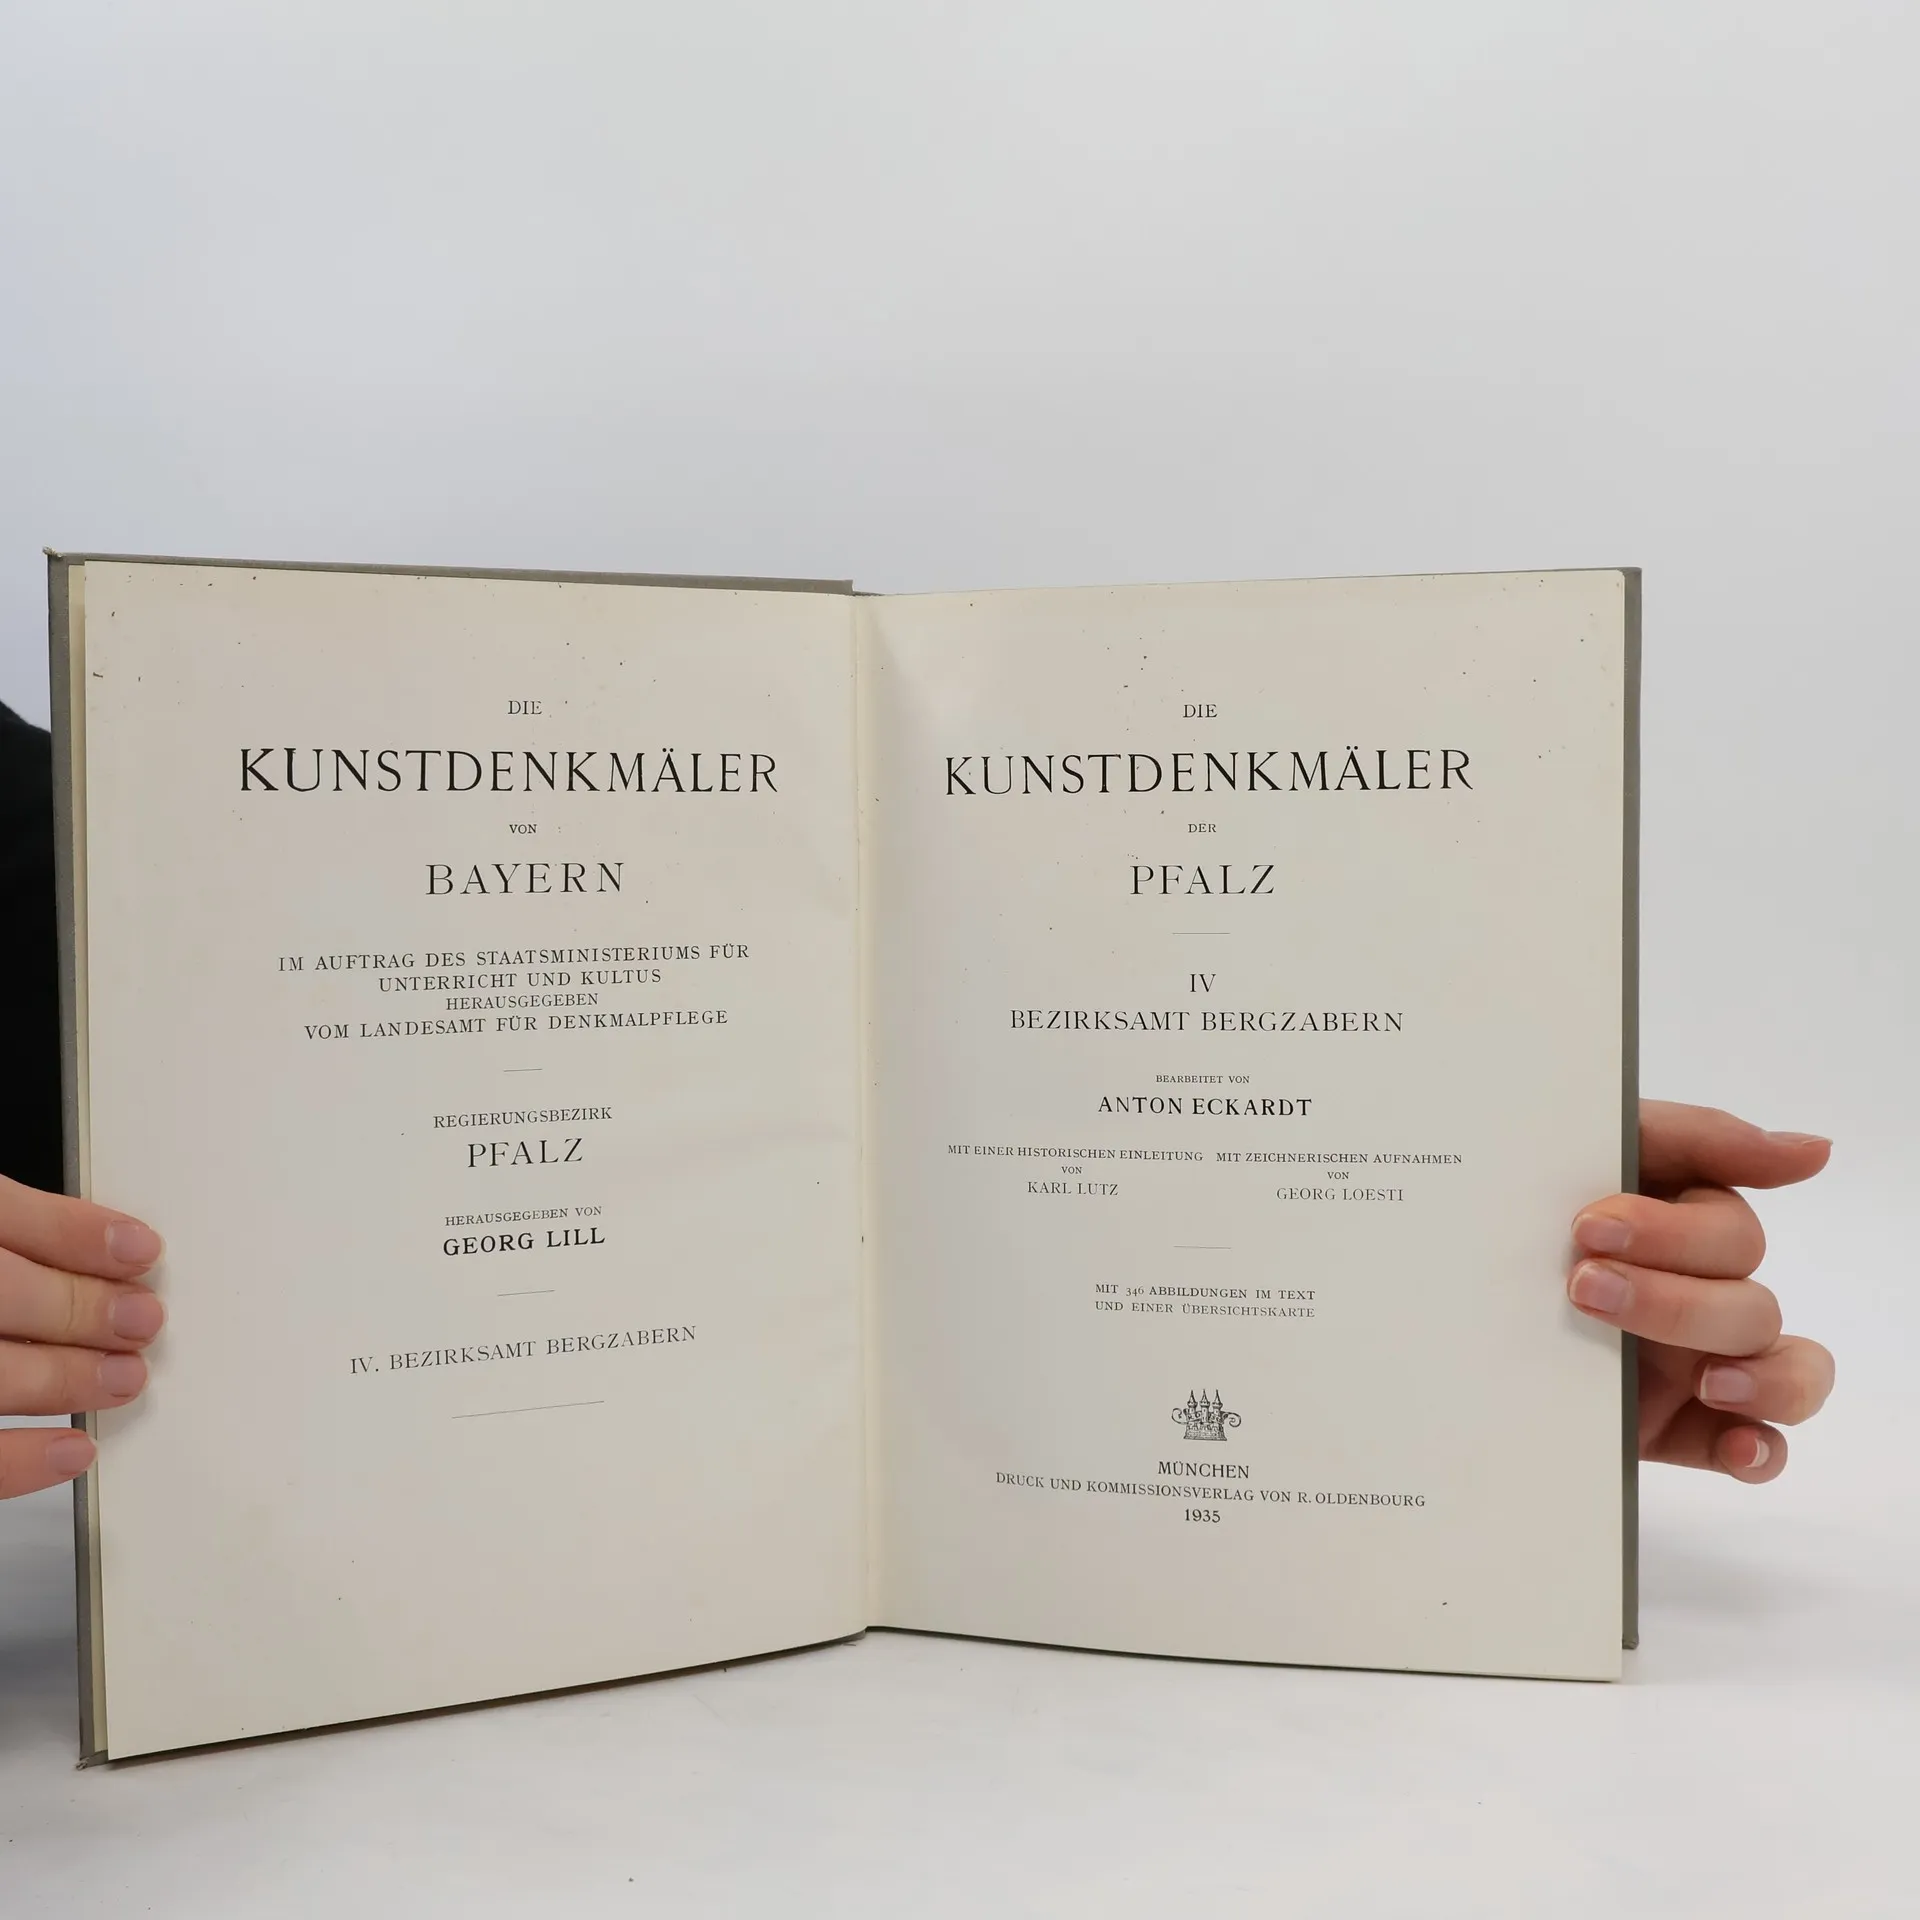 DIE
KUNSTDENKMÄLER
VON
BAYERN
IM AUFTRAG DES STAATSMINISTERIUMS FÜR
UNTERRICHT UND KULTUS
HERAUSGEGEBEN
VOM LANDESAMT FÜR DENKMALPFLEGE
REGIERUNGSBEZIRK
PFALZ
HERAUSGEGEBEN VON
GEORG LILL
IV. BEZIRKSAMT BERGZABERN
DIE
KUNSTDENKMÄLER
DER
PFALZ
IV
BEZIRKSAMT BERGZABERN
BEARBEITET VON
ANTON ECKARDT
MIT EINER HISTORISCHEN EINLEITUNG
VON
KARL LUTZ
MIT ZEICHNERISCHEN AUFNAHMEN
VON
GEORG LOESTI
MIT 346 ABBILDUNGEN IM TEXT
UND EINER ÜBERSICHTSKARTE
MÜNCHEN
DRUCK UND KOMMISSIONSVERLAG VON R. OLDENBOURG
1935